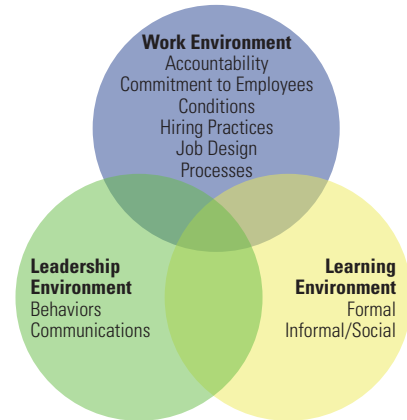 Work Environment
Accountability
Commitment to Employees
Conditions
Hiring Practices
Job Design
Processes
Leadership
Environment
Behaviors
Communications
Learning
Environment
Formal
Informal/Social